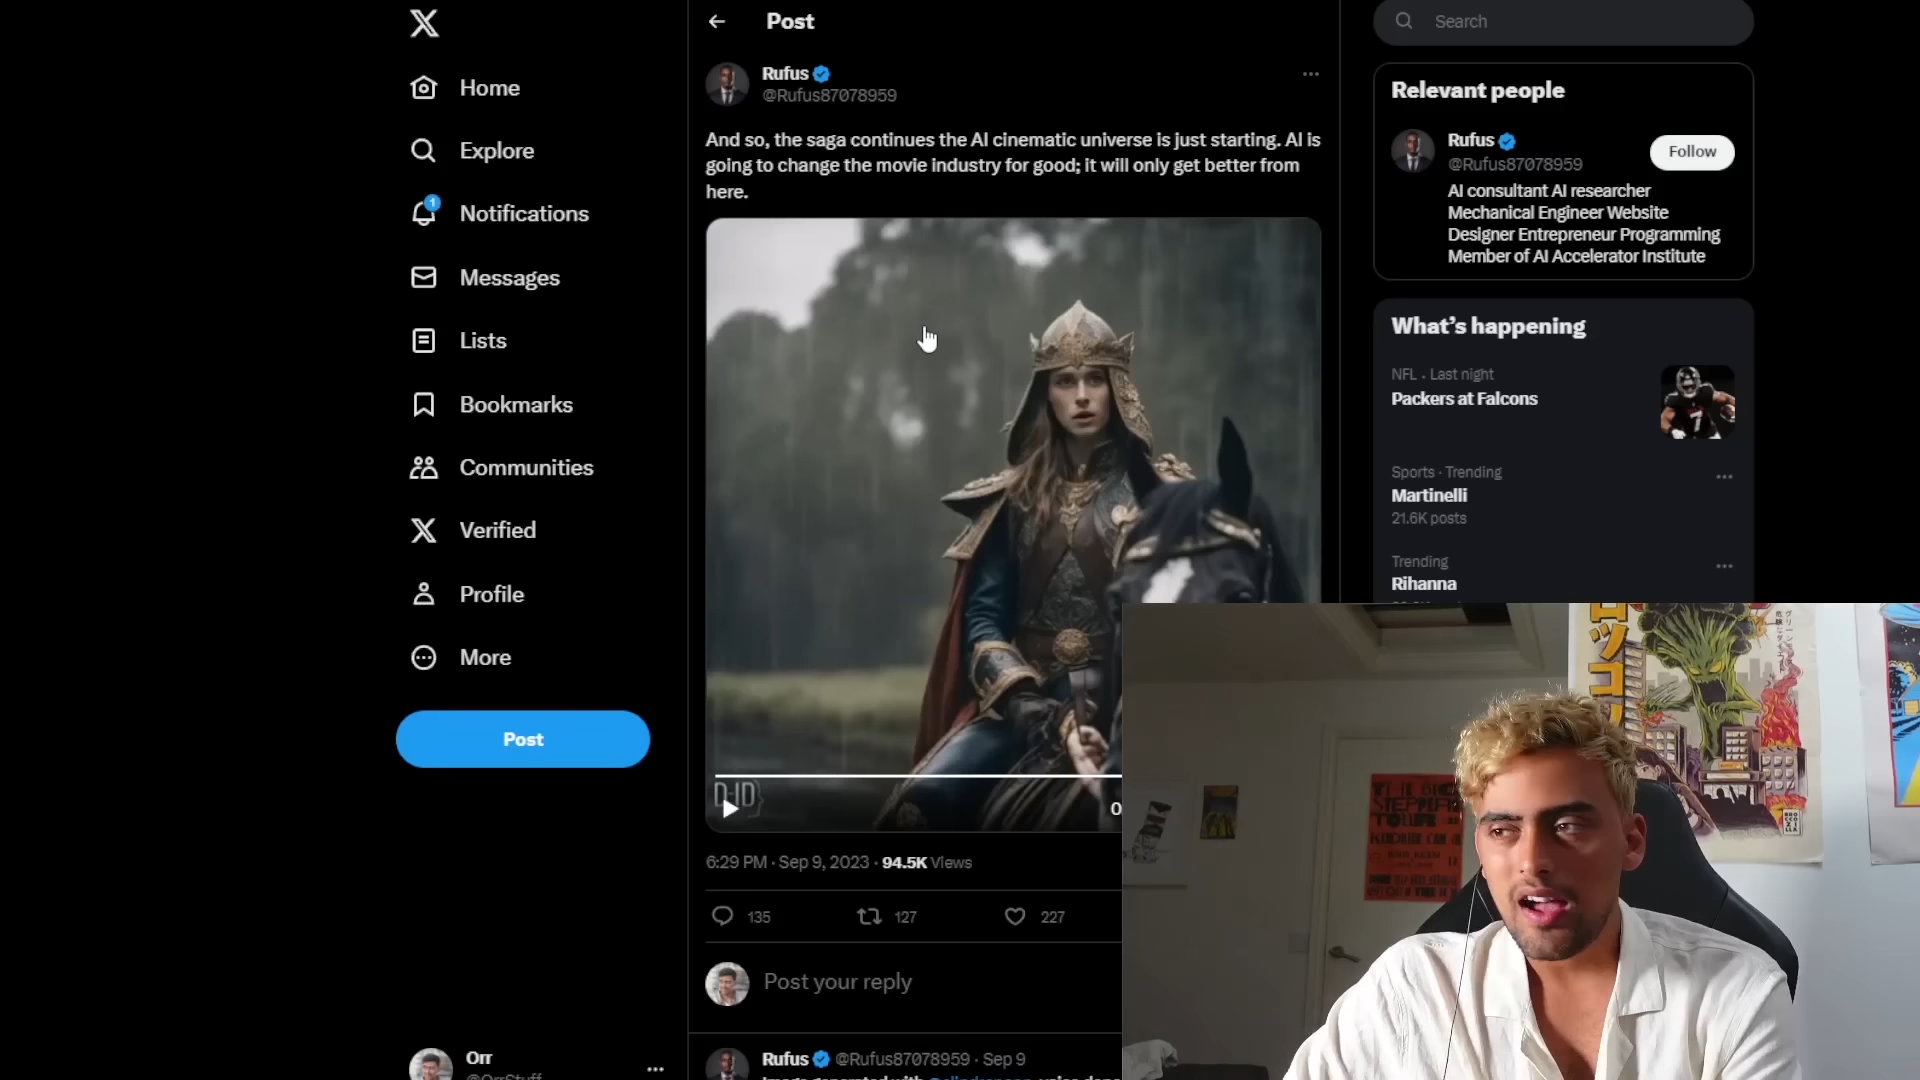 Home
Explore
1
Notifications
Messages
Lists
Bookmarks
Communities
Verified
Profile
More
Post
Orr
Post
Rufus
@Rufus87078959
And so, the saga continues the AI cinematic universe is just starting. AI is
going to change the movie industry for good; it will only get better from
here.
D-ID
6:29 PM · Sep 9, 2023 · 94.5K Views
135
127
227
Post your reply
Rufus @Rufus87078959 · Sep 9
Search
Relevant people
Rufus
@Rufus87078959
Follow
AI consultant AI researcher
Mechanical Engineer Website
Designer Entrepreneur Programming
Member of AI Accelerator Institute
What's happening
NFL · Last night
Packers at Falcons
7
Sports · Trending
Martinelli
21.6K posts
Trending
Rihanna